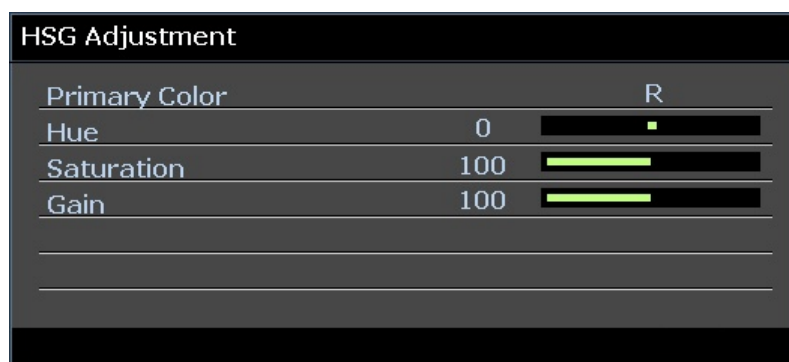 HSG Adjustment
Primary Color R
Hue 0
Saturation 100
Gain 100